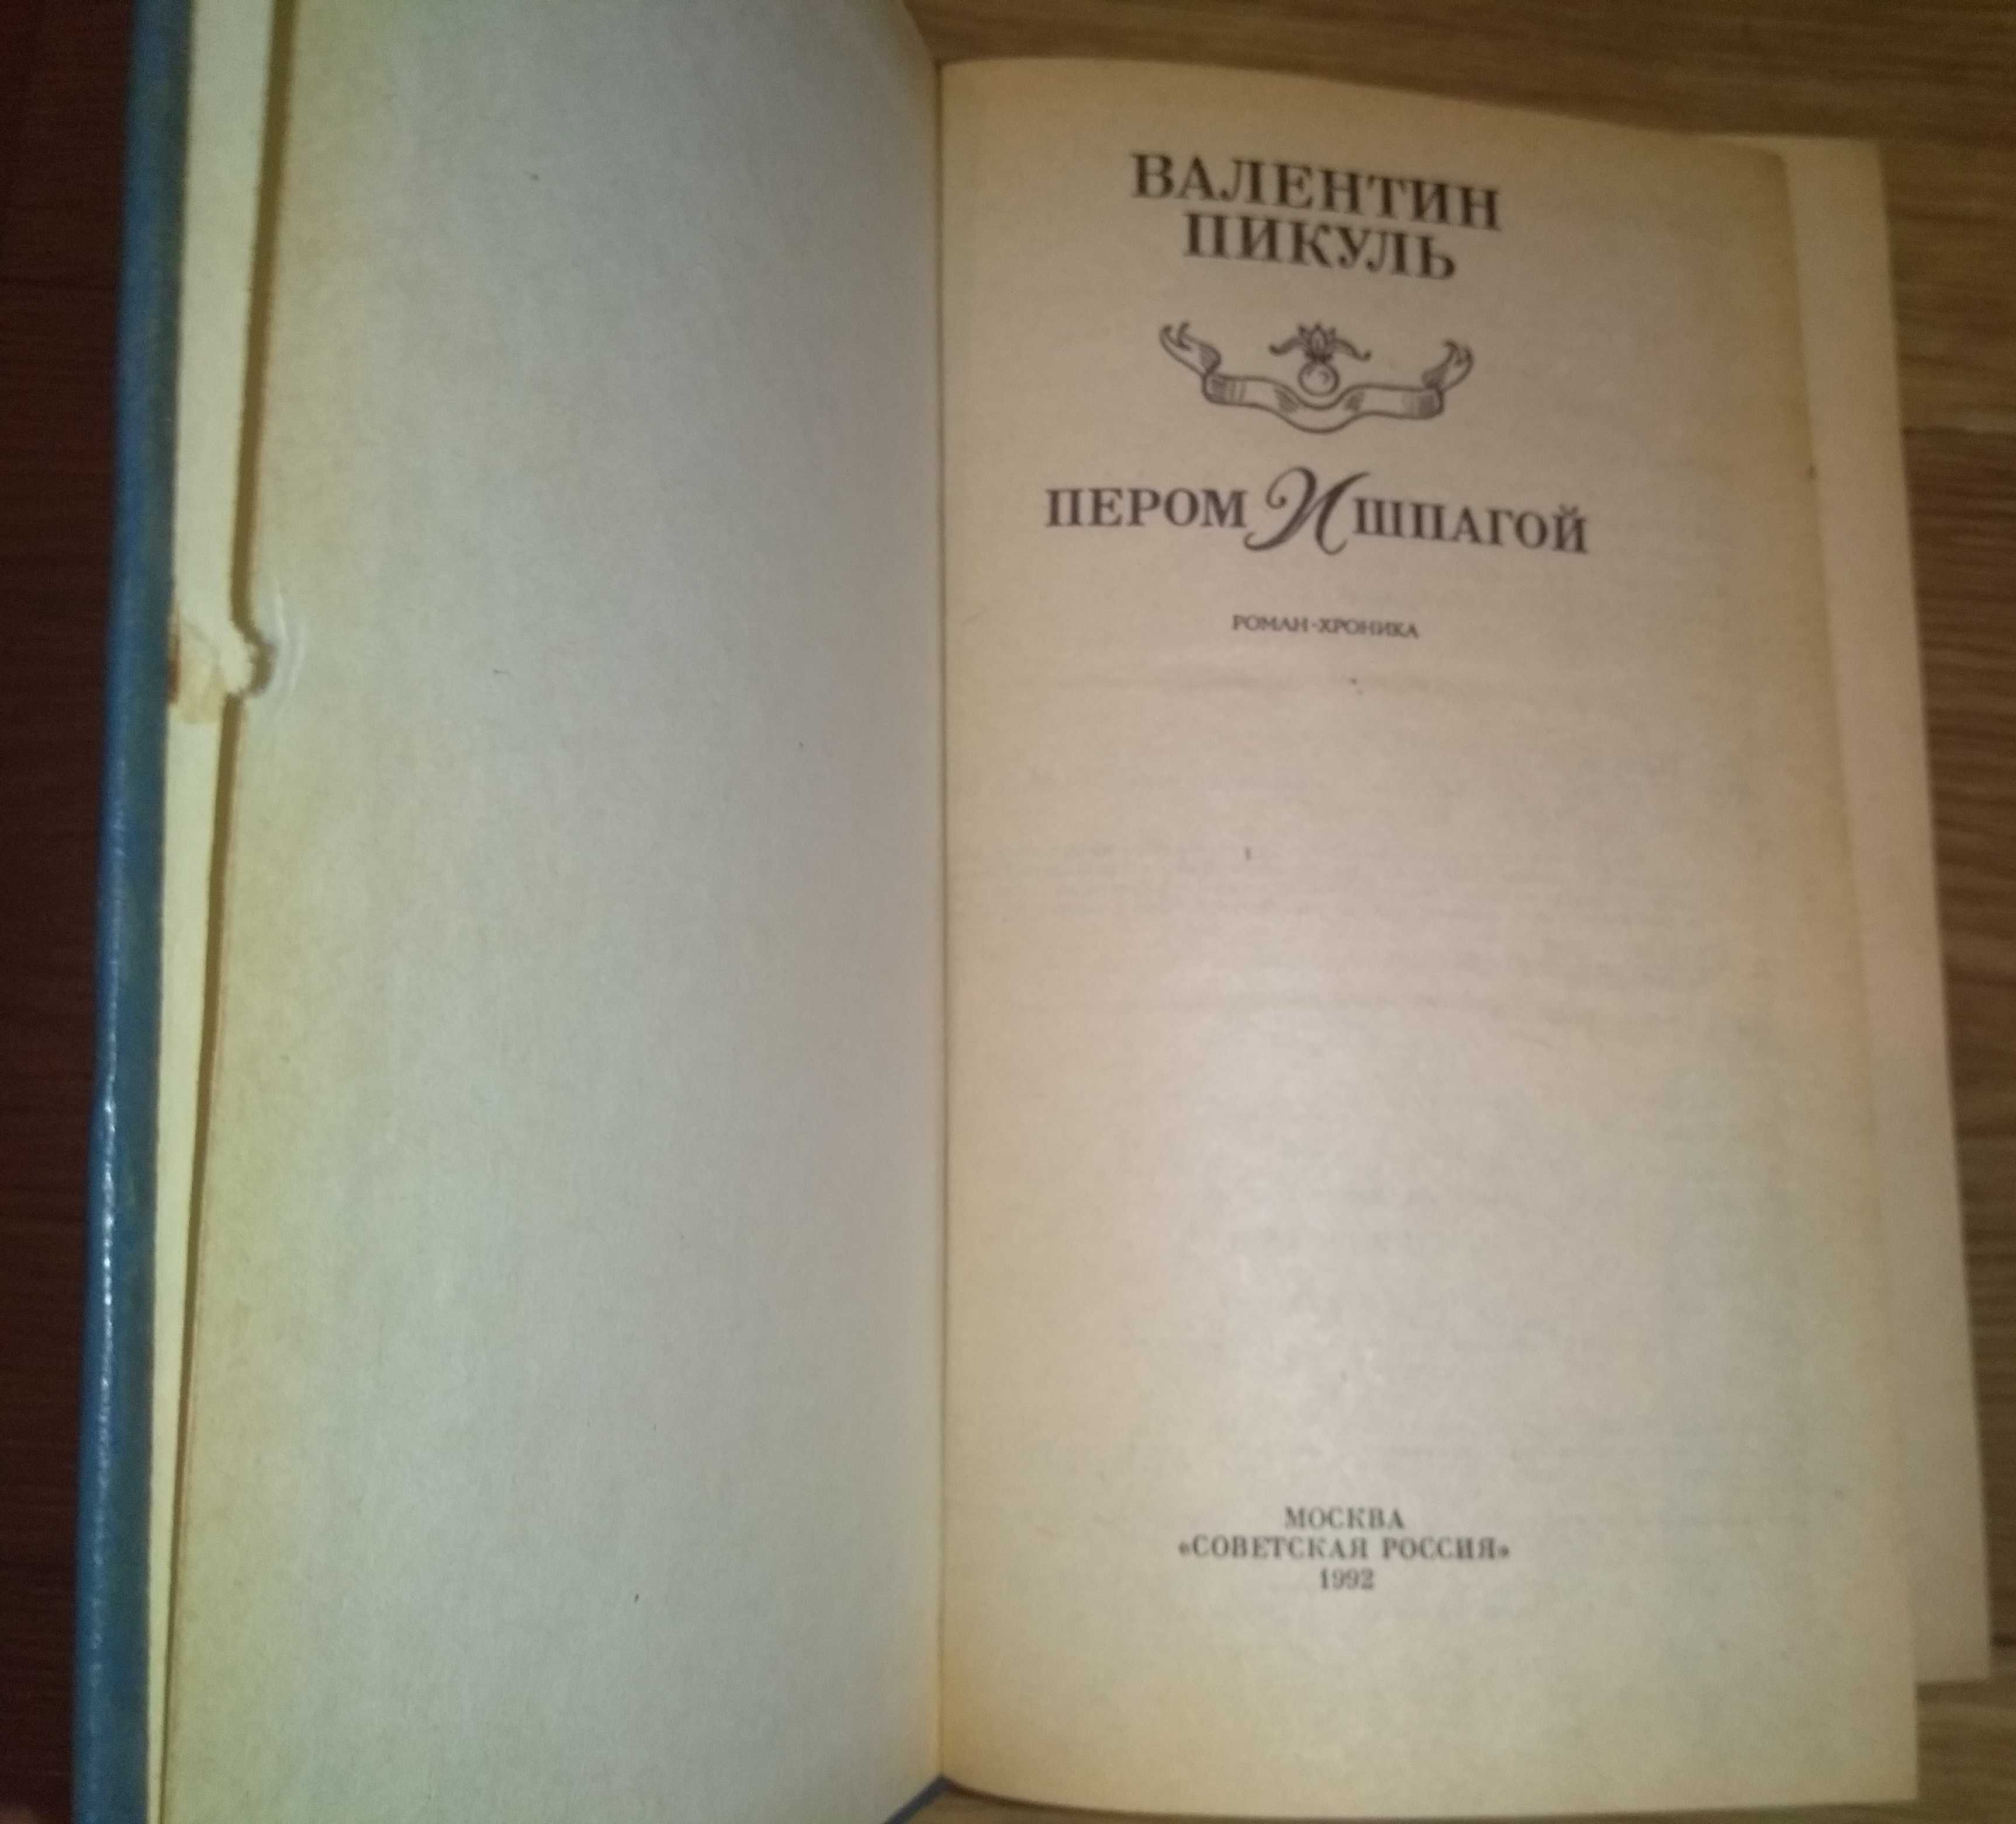 ВАЛЕНТИН
ПИКУЛЬ
ПЕРОМ И ШПАГОЙ
РОМАН-ХРОНИКА
МОСКВА
«СОВЕТСКАЯ РОССИЯ»
1992